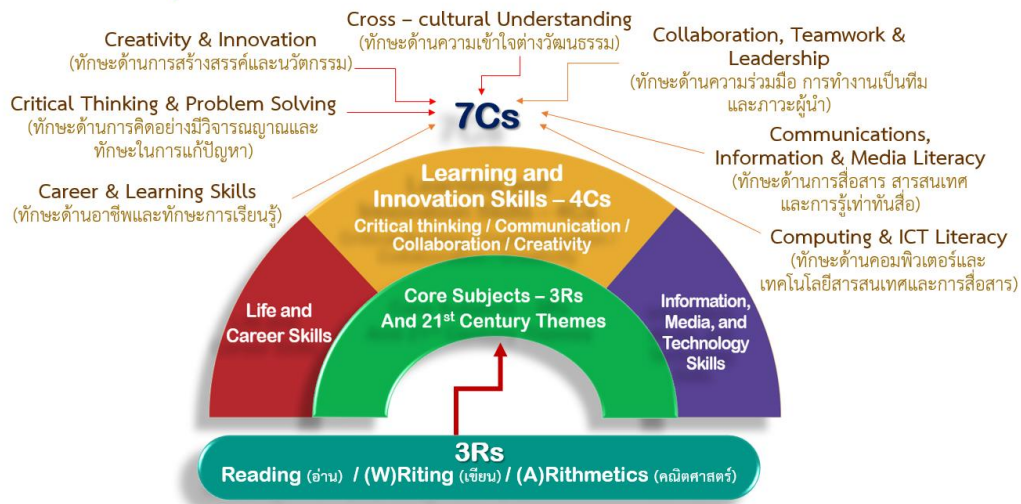 Cross – cultural Understanding
(ทักษะด้านความเข้าใจต่างวัฒนธรรม)
Creativity & Innovation
(ทักษะด้านการสร้างสรรค์และนวัตกรรม)
Collaboration, Teamwork &
Leadership
(ทักษะด้านความร่วมมือ การทำงานเป็นทีม
และภาวะผู้นำ)
Critical Thinking & Problem Solving
(ทักษะด้านการคิดอย่างมีวิจารณญาณและ
ทักษะในการแก้ปัญหา)
7Cs
Communications,
Information & Media Literacy
(ทักษะด้านการสื่อสาร สารสนเทศ
และการรู้เท่าทันสื่อ)
Career & Learning Skills
(ทักษะด้านอาชีพและทักษะการเรียนรู้)
Computing & ICT Literacy
(ทักษะด้านคอมพิวเตอร์และ
เทคโนโลยีสารสนเทศและการสื่อสาร)
Learning and
Innovation Skills – 4Cs
Critical thinking / Communication /
Collaboration / Creativity
Life and
Career Skills
Core Subjects – 3Rs
And 21st Century Themes
Information,
Media, and
Technology
Skills
3Rs
Reading (อ่าน) / (W)Riting (เขียน) / (A)Rithmetics (คณิตศาสตร์)